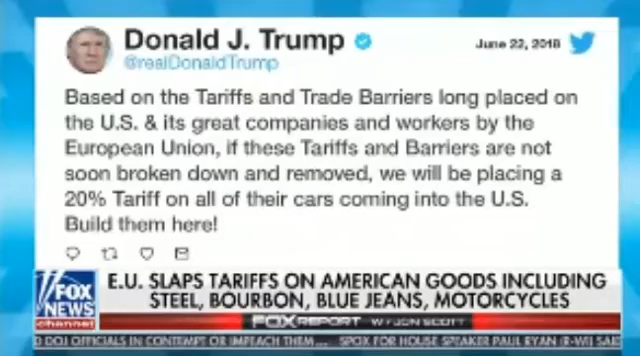 Donald J. Trump
@realDonaldTrump
June 22, 2018
Based on the Tariffs and Trade Barriers long placed on
the U.S. & its great companies and workers by the
European Union, if these Tariffs and Barriers are not
soon broken down and removed, we will be placing a
20% Tariff on all of their cars coming into the U.S.
Build them here!
FOX
NEWS
channel
E.U. SLAPS TARIFFS ON AMERICAN GOODS INCLUDING
STEEL, BOURBON, BLUE JEANS, MOTORCYCLES
FOX REPORT W/ JON SCOTT
DOJ OFFICIALS IN CONTEMPT OR IMPEACH THEM... SPOX FOR HOUSE SPEAKER PAUL RYAN (R-WI) SAID